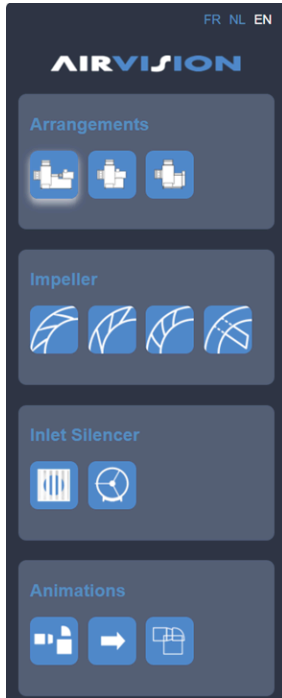 FR NL EN
AIRVISION
Arrangements
Impeller
Inlet Silencer
Animations